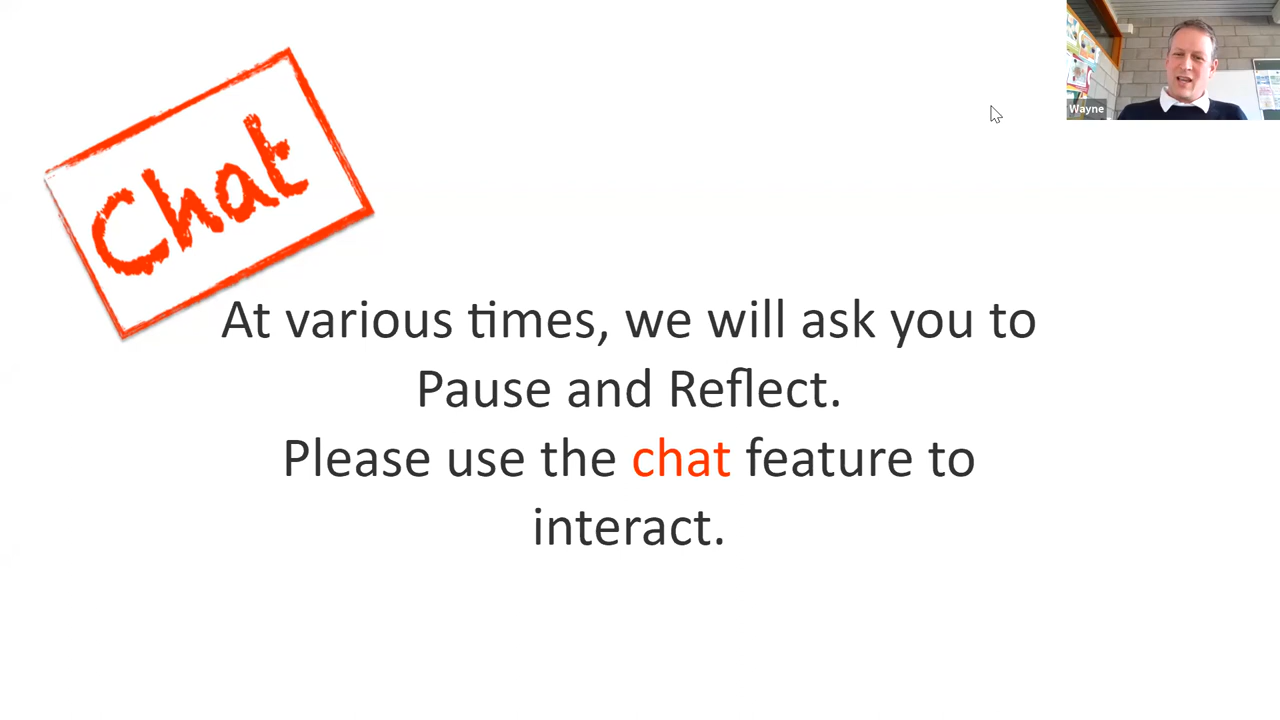 Wayne
Chat
At various times, we will ask you to
Pause and Reflect.
Please use the chat feature to
interact.